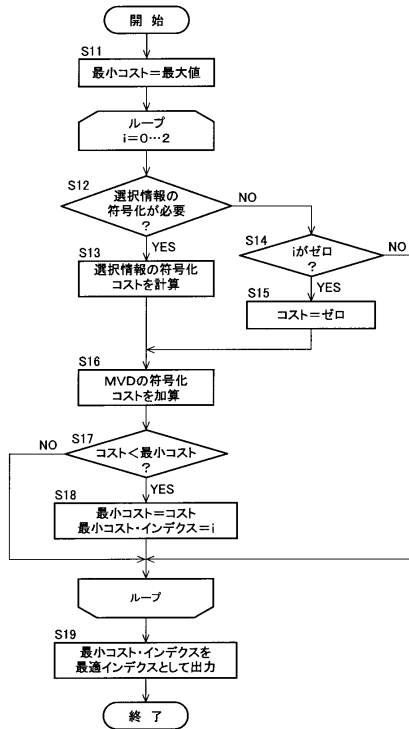 開 始
S11
最小コスト＝最大値
ループ
i＝0…2
S12
選択情報の
符号化が必要
？
NO
YES
S13
選択情報の符号化
コストを計算
S14
iがゼロ
？
NO
YES
S15
コスト＝ゼロ
S16
MVDの符号化
コストを加算
S17
コスト＜最小コスト
？
NO
YES
S18
最小コスト＝コスト
最小コスト・インデクス＝i
ループ
S19
最小コスト・インデクスを
最適インデクスとして出力
終 了